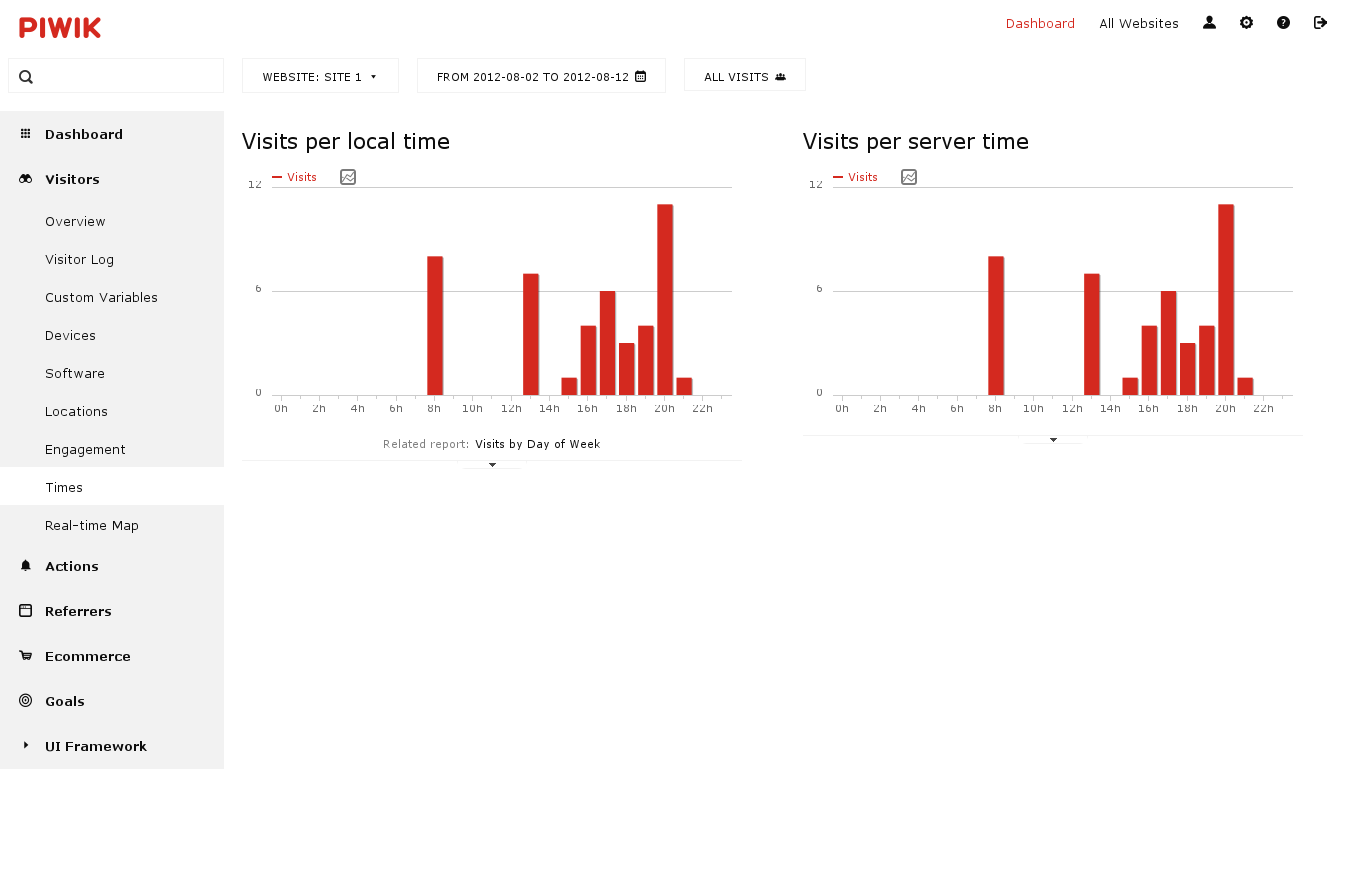 PIWIK
Dashboard All Websites
WEBSITE: SITE 1
FROM 2012-08-02 TO 2012-08-12
ALL VISITS
Dashboard
Visitors
Overview
Visitor Log
Custom Variables
Devices
Software
Locations
Engagement
Times
Real-time Map
Actions
Referrers
Ecommerce
Goals
UI Framework
Visits per local time
Visits
12
6
0
0h 2h 4h 6h 8h 10h 12h 14h 16h 18h 20h 22h
Related report: Visits by Day of Week
Visits per server time
Visits
12
6
0
0h 2h 4h 6h 8h 10h 12h 14h 16h 18h 20h 22h